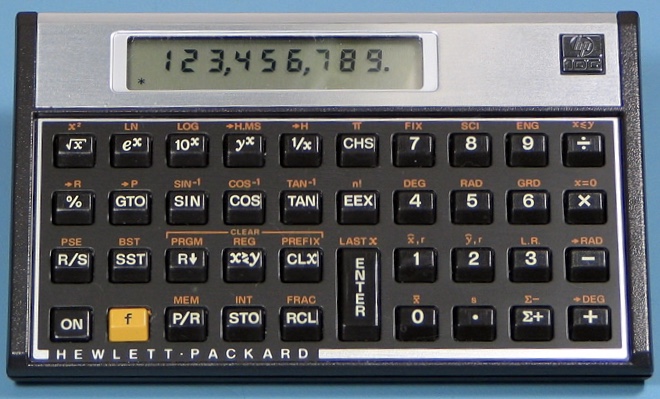 123,456,789.
*
hp
10C
x² LN LOG →H.MS →H π FIX SCI ENG x≤y
√x eˣ 10ˣ yˣ 1/x CHS 7 8 9 ÷
→R →P SIN⁻¹ COS⁻¹ TAN⁻¹ n! DEG RAD GRD x=0
% GTO SIN COS TAN EEX 4 5 6 ×
CLEAR
PSE BST PRGM REG PREFIX LAST x x̂,r ŷ,r L.R. →RAD
R/S SST R↓ x≷y CLx ENTER 1 2 3 −
MEM INT FRAC x̅ s Σ− →DEG
ON f P/R STO RCL 0 · Σ+ +
HEWLETT·PACKARD